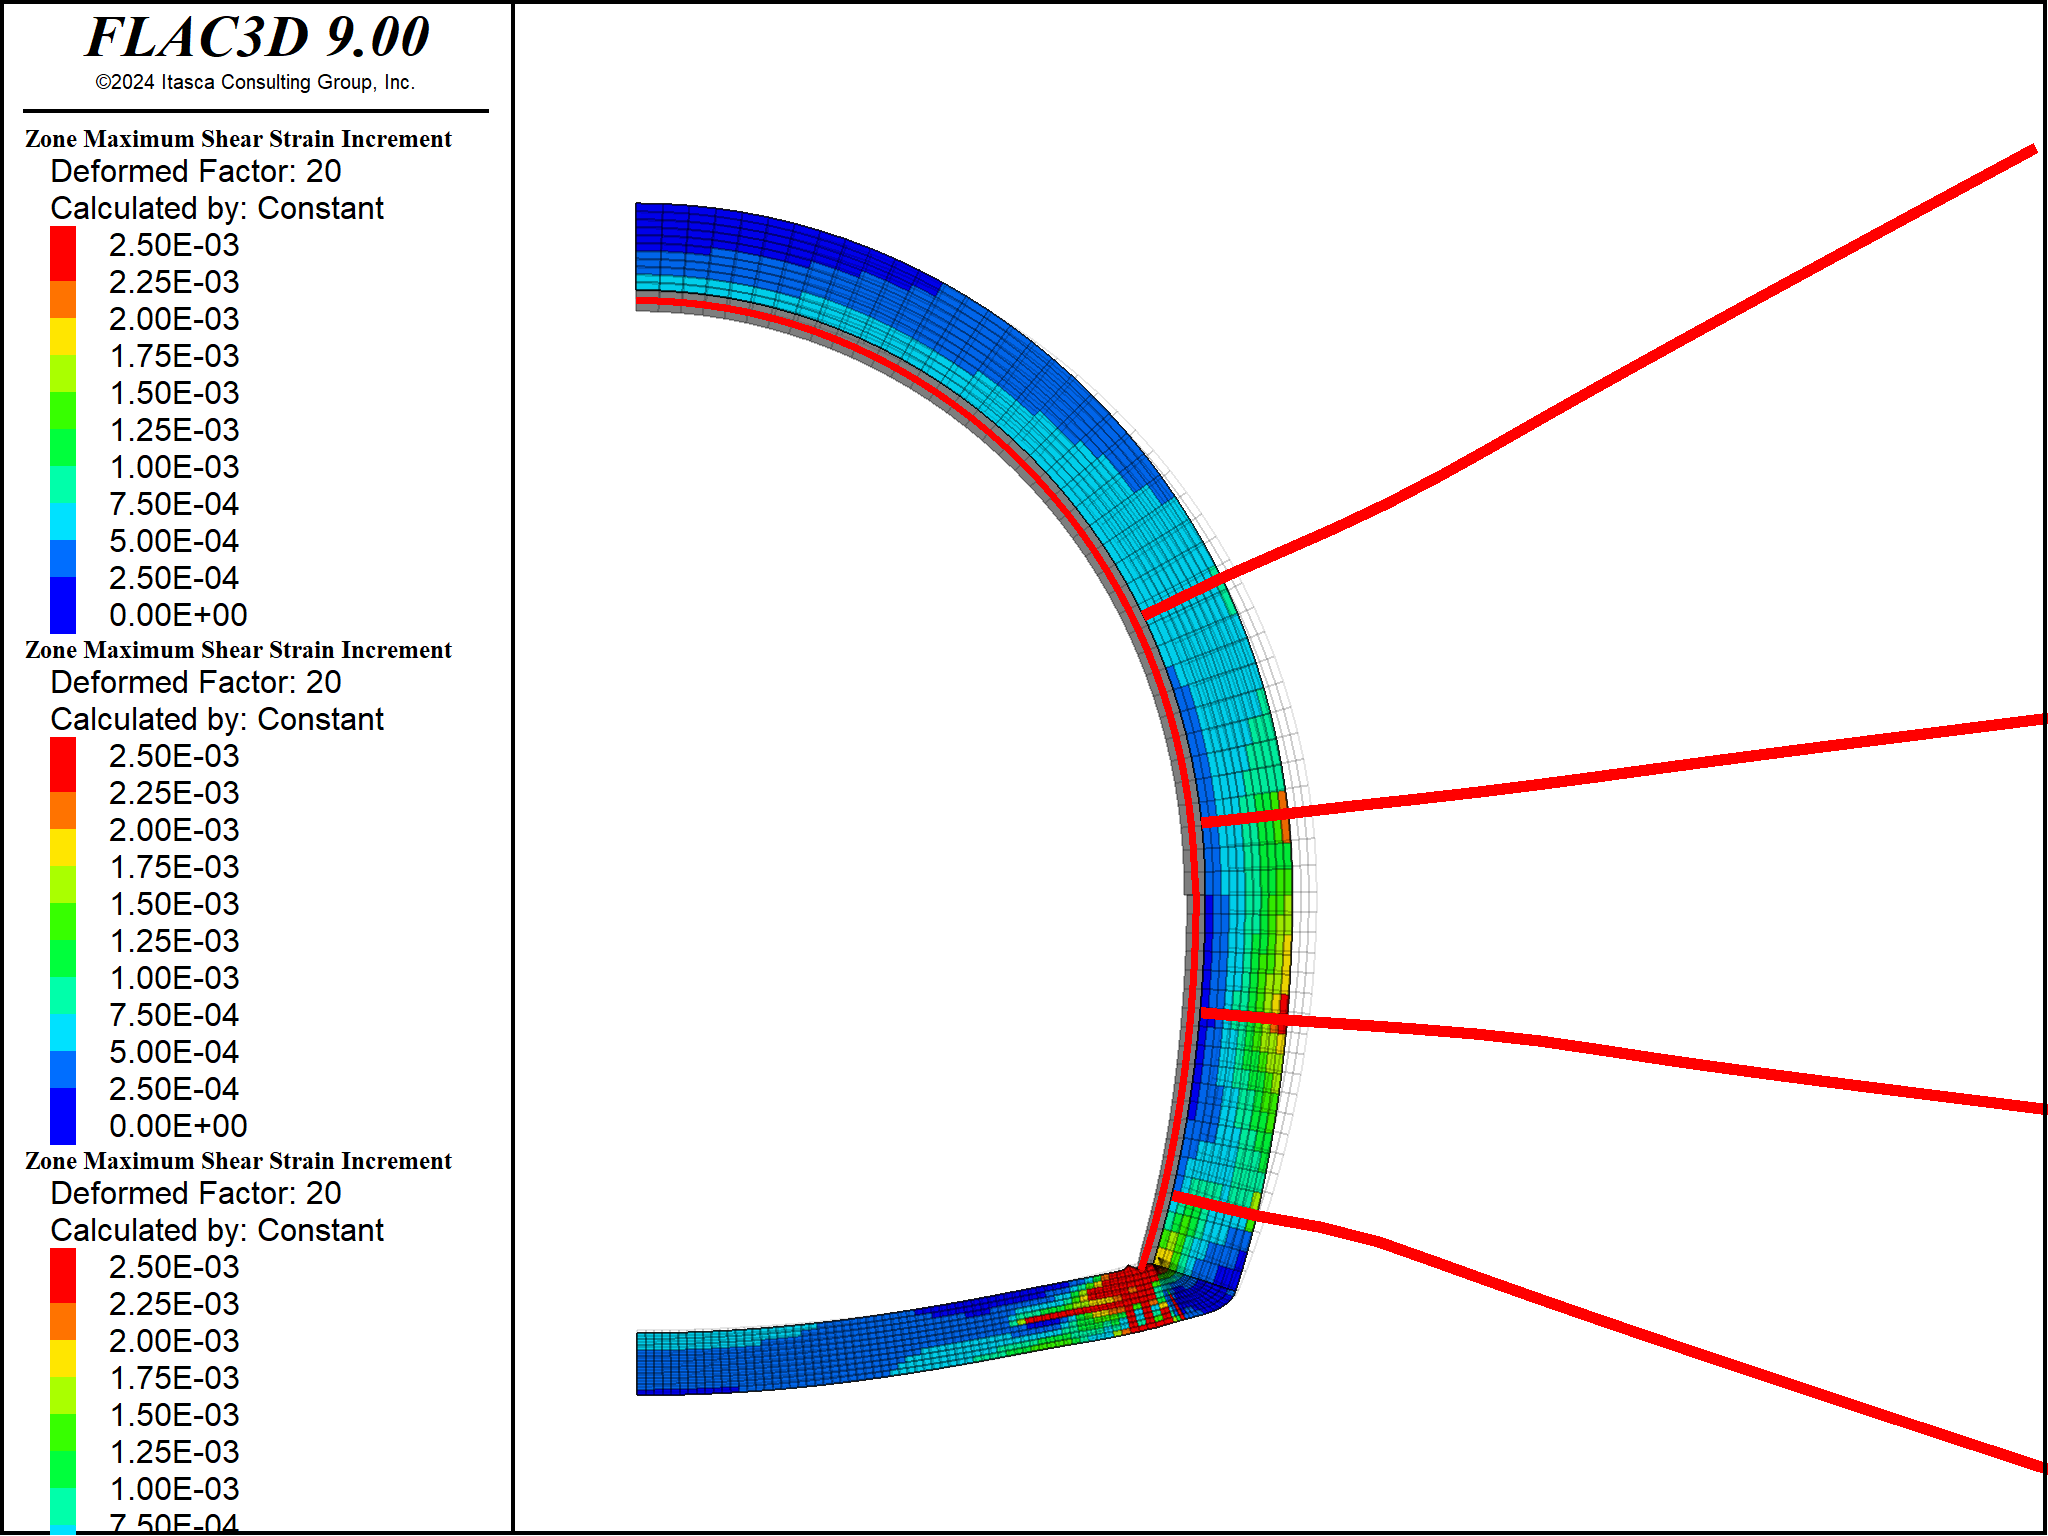 FLAC3D 9.00
©2024 Itasca Consulting Group, Inc.
Zone Maximum Shear Strain Increment
Deformed Factor: 20
Calculated by: Constant
2.50E-03
2.25E-03
2.00E-03
1.75E-03
1.50E-03
1.25E-03
1.00E-03
7.50E-04
5.00E-04
2.50E-04
0.00E+00
Zone Maximum Shear Strain Increment
Deformed Factor: 20
Calculated by: Constant
2.50E-03
2.25E-03
2.00E-03
1.75E-03
1.50E-03
1.25E-03
1.00E-03
7.50E-04
5.00E-04
2.50E-04
0.00E+00
Zone Maximum Shear Strain Increment
Deformed Factor: 20
Calculated by: Constant
2.50E-03
2.25E-03
2.00E-03
1.75E-03
1.50E-03
1.25E-03
1.00E-03
7.50E-04